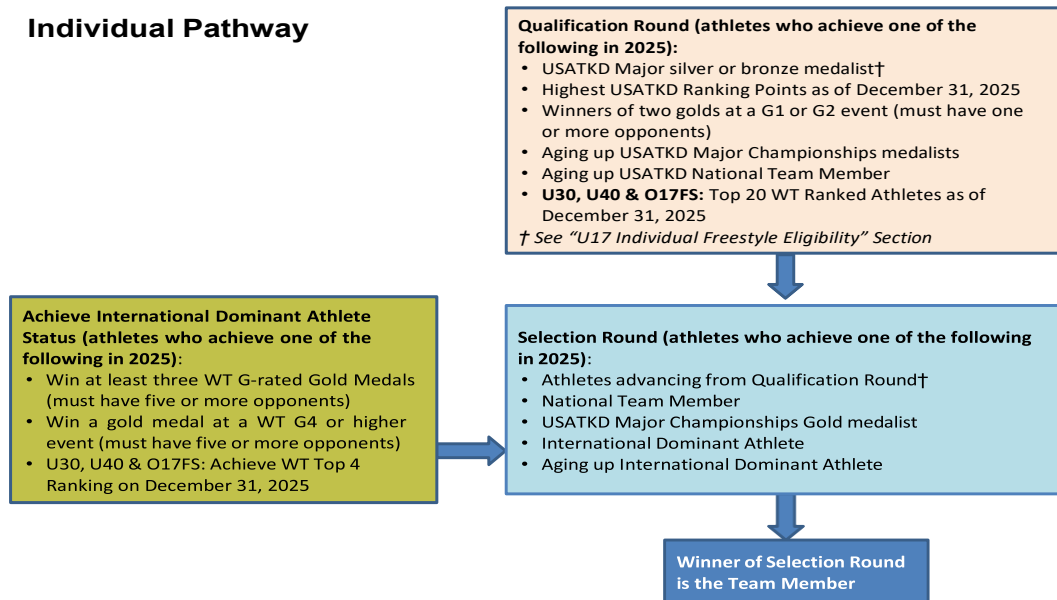 Individual Pathway
Qualification Round (athletes who achieve one of the
following in 2025):
• USATKD Major silver or bronze medalist†
• Highest USATKD Ranking Points as of December 31, 2025
• Winners of two golds at a G1 or G2 event (must have one
or more opponents)
• Aging up USATKD Major Championships medalists
• Aging up USATKD National Team Member
• U30, U40 & O17FS: Top 20 WT Ranked Athletes as of
December 31, 2025
† See “U17 Individual Freestyle Eligibility” Section
Achieve International Dominant Athlete
Status (athletes who achieve one of the
following in 2025):
• Win at least three WT G-rated Gold Medals
(must have five or more opponents)
• Win a gold medal at a WT G4 or higher
event (must have five or more opponents)
• U30, U40 & O17FS: Achieve WT Top 4
Ranking on December 31, 2025
Selection Round (athletes who achieve one of the following
in 2025):
• Athletes advancing from Qualification Round†
• National Team Member
• USATKD Major Championships Gold medalist
• International Dominant Athlete
• Aging up International Dominant Athlete
Winner of Selection Round
is the Team Member